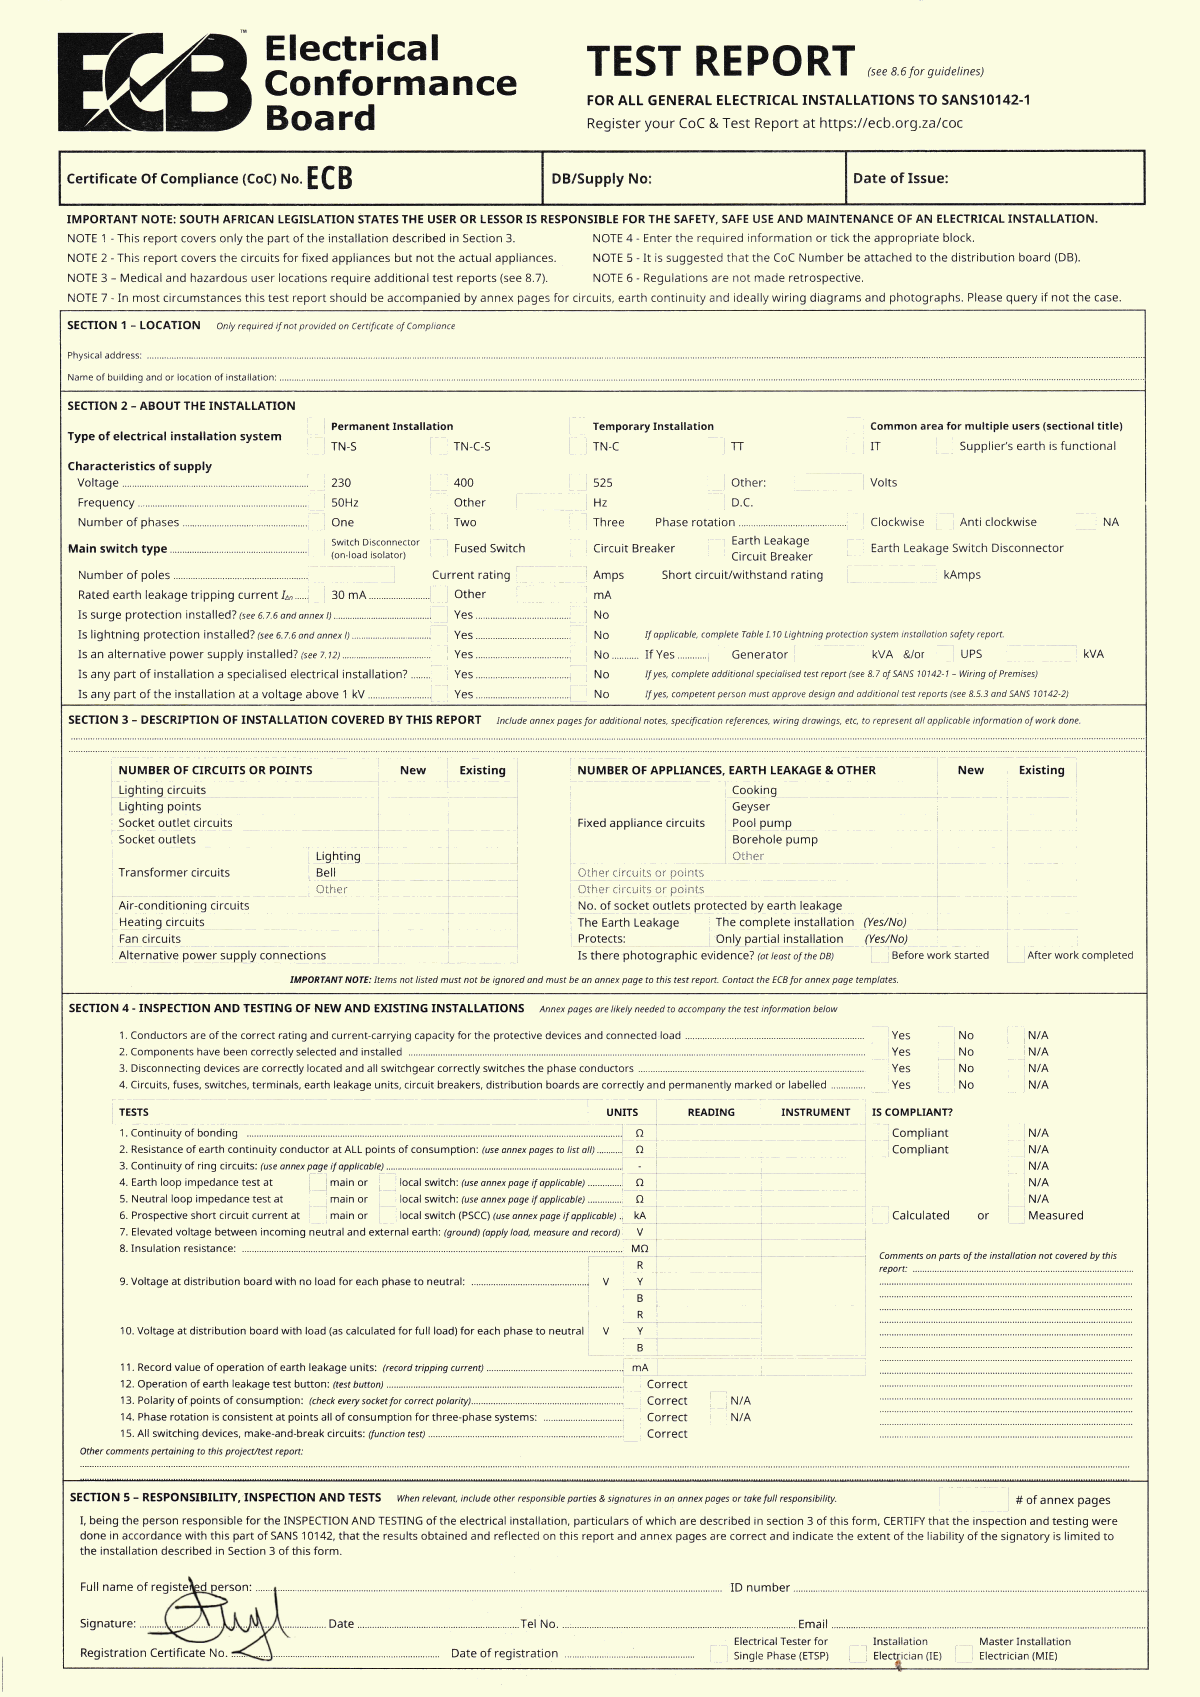 ECB™ Electrical
Conformance
Board
TEST REPORT (see 8.6 for guidelines)
FOR ALL GENERAL ELECTRICAL INSTALLATIONS TO SANS10142-1
Register your CoC & Test Report at https://ecb.org.za/coc
Certificate Of Compliance (CoC) No. ECB DB/Supply No: Date of Issue:
IMPORTANT NOTE: SOUTH AFRICAN LEGISLATION STATES THE USER OR LESSOR IS RESPONSIBLE FOR THE SAFETY, SAFE USE AND MAINTENANCE OF AN ELECTRICAL INSTALLATION.
NOTE 1 - This report covers only the part of the installation described in Section 3. NOTE 4 - Enter the required information or tick the appropriate block.
NOTE 2 - This report covers the circuits for fixed appliances but not the actual appliances. NOTE 5 - It is suggested that the CoC Number be attached to the distribution board (DB).
NOTE 3 – Medical and hazardous user locations require additional test reports (see 8.7). NOTE 6 - Regulations are not made retrospective.
NOTE 7 - In most circumstances this test report should be accompanied by annex pages for circuits, earth continuity and ideally wiring diagrams and photographs. Please query if not the case.
SECTION 1 – LOCATION Only required if not provided on Certificate of Compliance
Physical address:
Name of building and or location of installation:
SECTION 2 – ABOUT THE INSTALLATION
Type of electrical installation system Permanent Installation Temporary Installation Common area for multiple users (sectional title)
TN-S TN-C-S TN-C TT IT Supplier's earth is functional
Characteristics of supply
Voltage 230 400 525 Other: Volts
Frequency 50Hz Other Hz D.C.
Number of phases One Two Three Phase rotation Clockwise Anti clockwise NA
Main switch type Switch Disconnector (on-load isolator) Fused Switch Circuit Breaker Earth Leakage Circuit Breaker Earth Leakage Switch Disconnector
Number of poles Current rating Amps Short circuit/withstand rating kAmps
Rated earth leakage tripping current IΔn 30 mA Other mA
Is surge protection installed? (see 6.7.6 and annex I) Yes No
Is lightning protection installed? (see 6.7.6 and annex I) Yes No If applicable, complete Table I.10 Lightning protection system installation safety report.
Is an alternative power supply installed? (see 7.12) Yes No If Yes Generator kVA &/or UPS kVA
Is any part of installation a specialised electrical installation? Yes No If yes, complete additional specialised test report (see 8.7 of SANS 10142-1 – Wiring of Premises)
Is any part of the installation at a voltage above 1 kV Yes No If yes, competent person must approve design and additional test reports (see 8.5.3 and SANS 10142-2)
SECTION 3 – DESCRIPTION OF INSTALLATION COVERED BY THIS REPORT Include annex pages for additional notes, specification references, wiring drawings, etc, to represent all applicable information of work done.
NUMBER OF CIRCUITS OR POINTS New Existing NUMBER OF APPLIANCES, EARTH LEAKAGE & OTHER New Existing
Lighting circuits Cooking
Lighting points Geyser
Socket outlet circuits Fixed appliance circuits Pool pump
Socket outlets Borehole pump
Lighting Other
Transformer circuits Bell Other circuits or points
Other Other circuits or points
Air-conditioning circuits No. of socket outlets protected by earth leakage
Heating circuits The Earth Leakage The complete installation (Yes/No)
Fan circuits Protects: Only partial installation (Yes/No)
Alternative power supply connections Is there photographic evidence? (at least of the DB) Before work started After work completed
IMPORTANT NOTE: Items not listed must not be ignored and must be an annex page to this test report. Contact the ECB for annex page templates.
SECTION 4 - INSPECTION AND TESTING OF NEW AND EXISTING INSTALLATIONS Annex pages are likely needed to accompany the test information below
1. Conductors are of the correct rating and current-carrying capacity for the protective devices and connected load Yes No N/A
2. Components have been correctly selected and installed Yes No N/A
3. Disconnecting devices are correctly located and all switchgear correctly switches the phase conductors Yes No N/A
4. Circuits, fuses, switches, terminals, earth leakage units, circuit breakers, distribution boards are correctly and permanently marked or labelled Yes No N/A
TESTS UNITS READING INSTRUMENT IS COMPLIANT?
1. Continuity of bonding Ω Compliant N/A
2. Resistance of earth continuity conductor at ALL points of consumption: (use annex pages to list all) Ω Compliant N/A
3. Continuity of ring circuits: (use annex page if applicable) - N/A
4. Earth loop impedance test at main or local switch: (use annex page if applicable) Ω N/A
5. Neutral loop impedance test at main or local switch: (use annex page if applicable) Ω N/A
6. Prospective short circuit current at main or local switch (PSCC) (use annex page if applicable) kA Calculated or Measured
7. Elevated voltage between incoming neutral and external earth: (ground) (apply load, measure and record) V
8. Insulation resistance: MΩ
Comments on parts of the installation not covered by this
report:
R
9. Voltage at distribution board with no load for each phase to neutral: V Y
B
R
10. Voltage at distribution board with load (as calculated for full load) for each phase to neutral V Y
B
11. Record value of operation of earth leakage units: (record tripping current) mA
12. Operation of earth leakage test button: (test button) Correct
13. Polarity of points of consumption: (check every socket for correct polarity) Correct N/A
14. Phase rotation is consistent at points all of consumption for three-phase systems: Correct N/A
15. All switching devices, make-and-break circuits: (function test) Correct
Other comments pertaining to this project/test report:
SECTION 5 – RESPONSIBILITY, INSPECTION AND TESTS When relevant, include other responsible parties & signatures in an annex pages or take full responsibility. # of annex pages
I, being the person responsible for the INSPECTION AND TESTING of the electrical installation, particulars of which are described in section 3 of this form, CERTIFY that the inspection and testing were
done in accordance with this part of SANS 10142, that the results obtained and reflected on this report and annex pages are correct and indicate the extent of the liability of the signatory is limited to
the installation described in Section 3 of this form.
Full name of registered person: ID number
Signature: Date Tel No. Email
Registration Certificate No. Date of registration Electrical Tester for Single Phase (ETSP) Installation Electrician (IE) Master Installation Electrician (MIE)